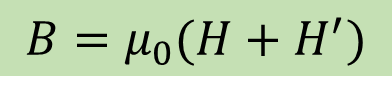 B = μ₀(H + H′)